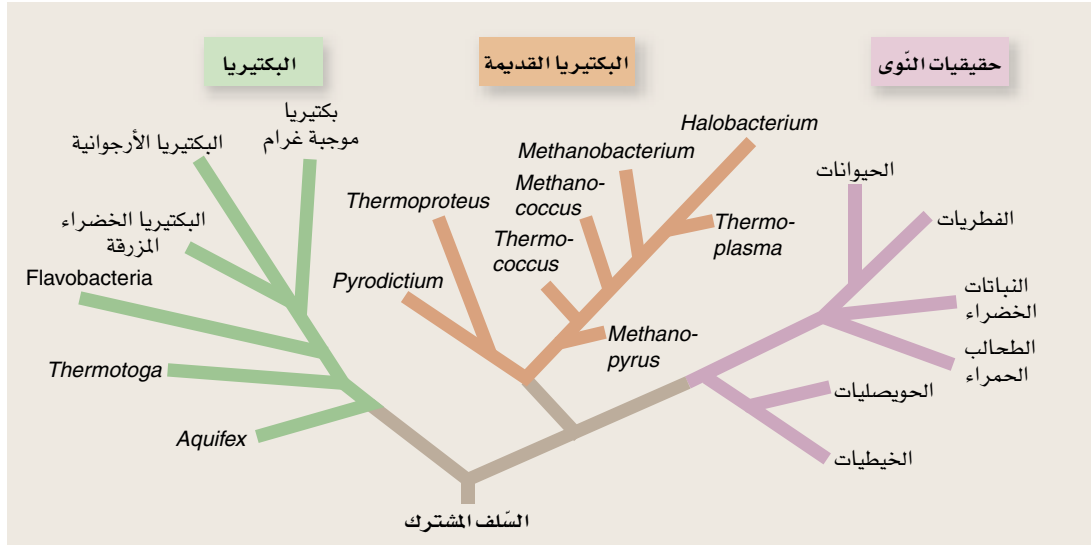 حقيقيات النّوى
البكتيريا القديمة
البكتيريا
بكتيريا
موجبة غرام
البكتيريا الأرجوانية
البكتيريا الخضراء
المزرقة
Flavobacteria
Thermotoga
Aquifex
Halobacterium
Methanobacterium
Methano-
coccus
Thermoproteus
Thermo-
coccus
Thermo-
plasma
Pyrodictium
Methano-
pyrus
الحيوانات
الفطريات
النباتات
الخضراء
الطحالب
الحمراء
الحويصليات
الخيطيات
السّلف المشترك